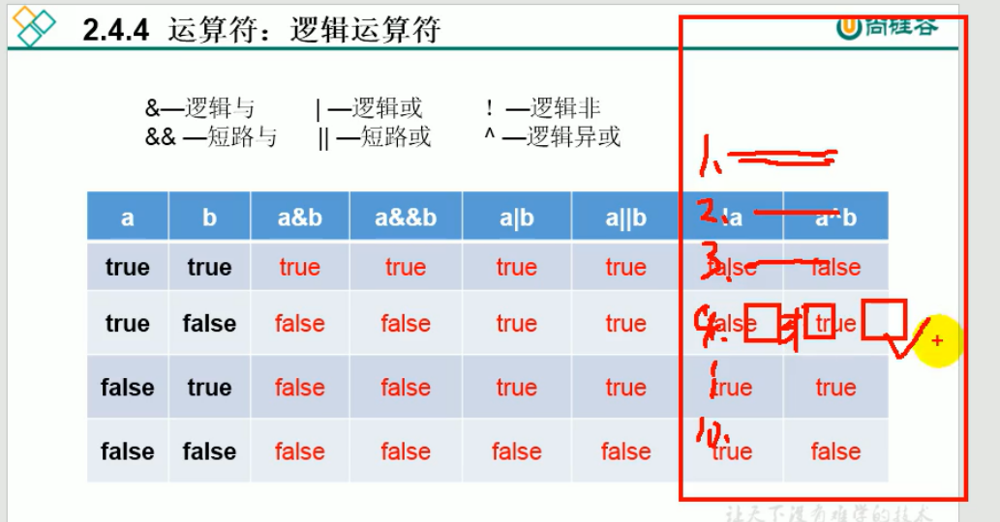 2.4.4 运算符：逻辑运算符
尚硅谷
&—逻辑与 | —逻辑或 ! —逻辑非
&& —短路与 || —短路或 ^ —逻辑异或
1.
a b a&b a&&b a|b a||b !a a^b
2.
true true true true true true false false
3.
true false false false true true false true
4.
false true false false true true true true
false false false false false false true false
10.
让天下没有难学的技术